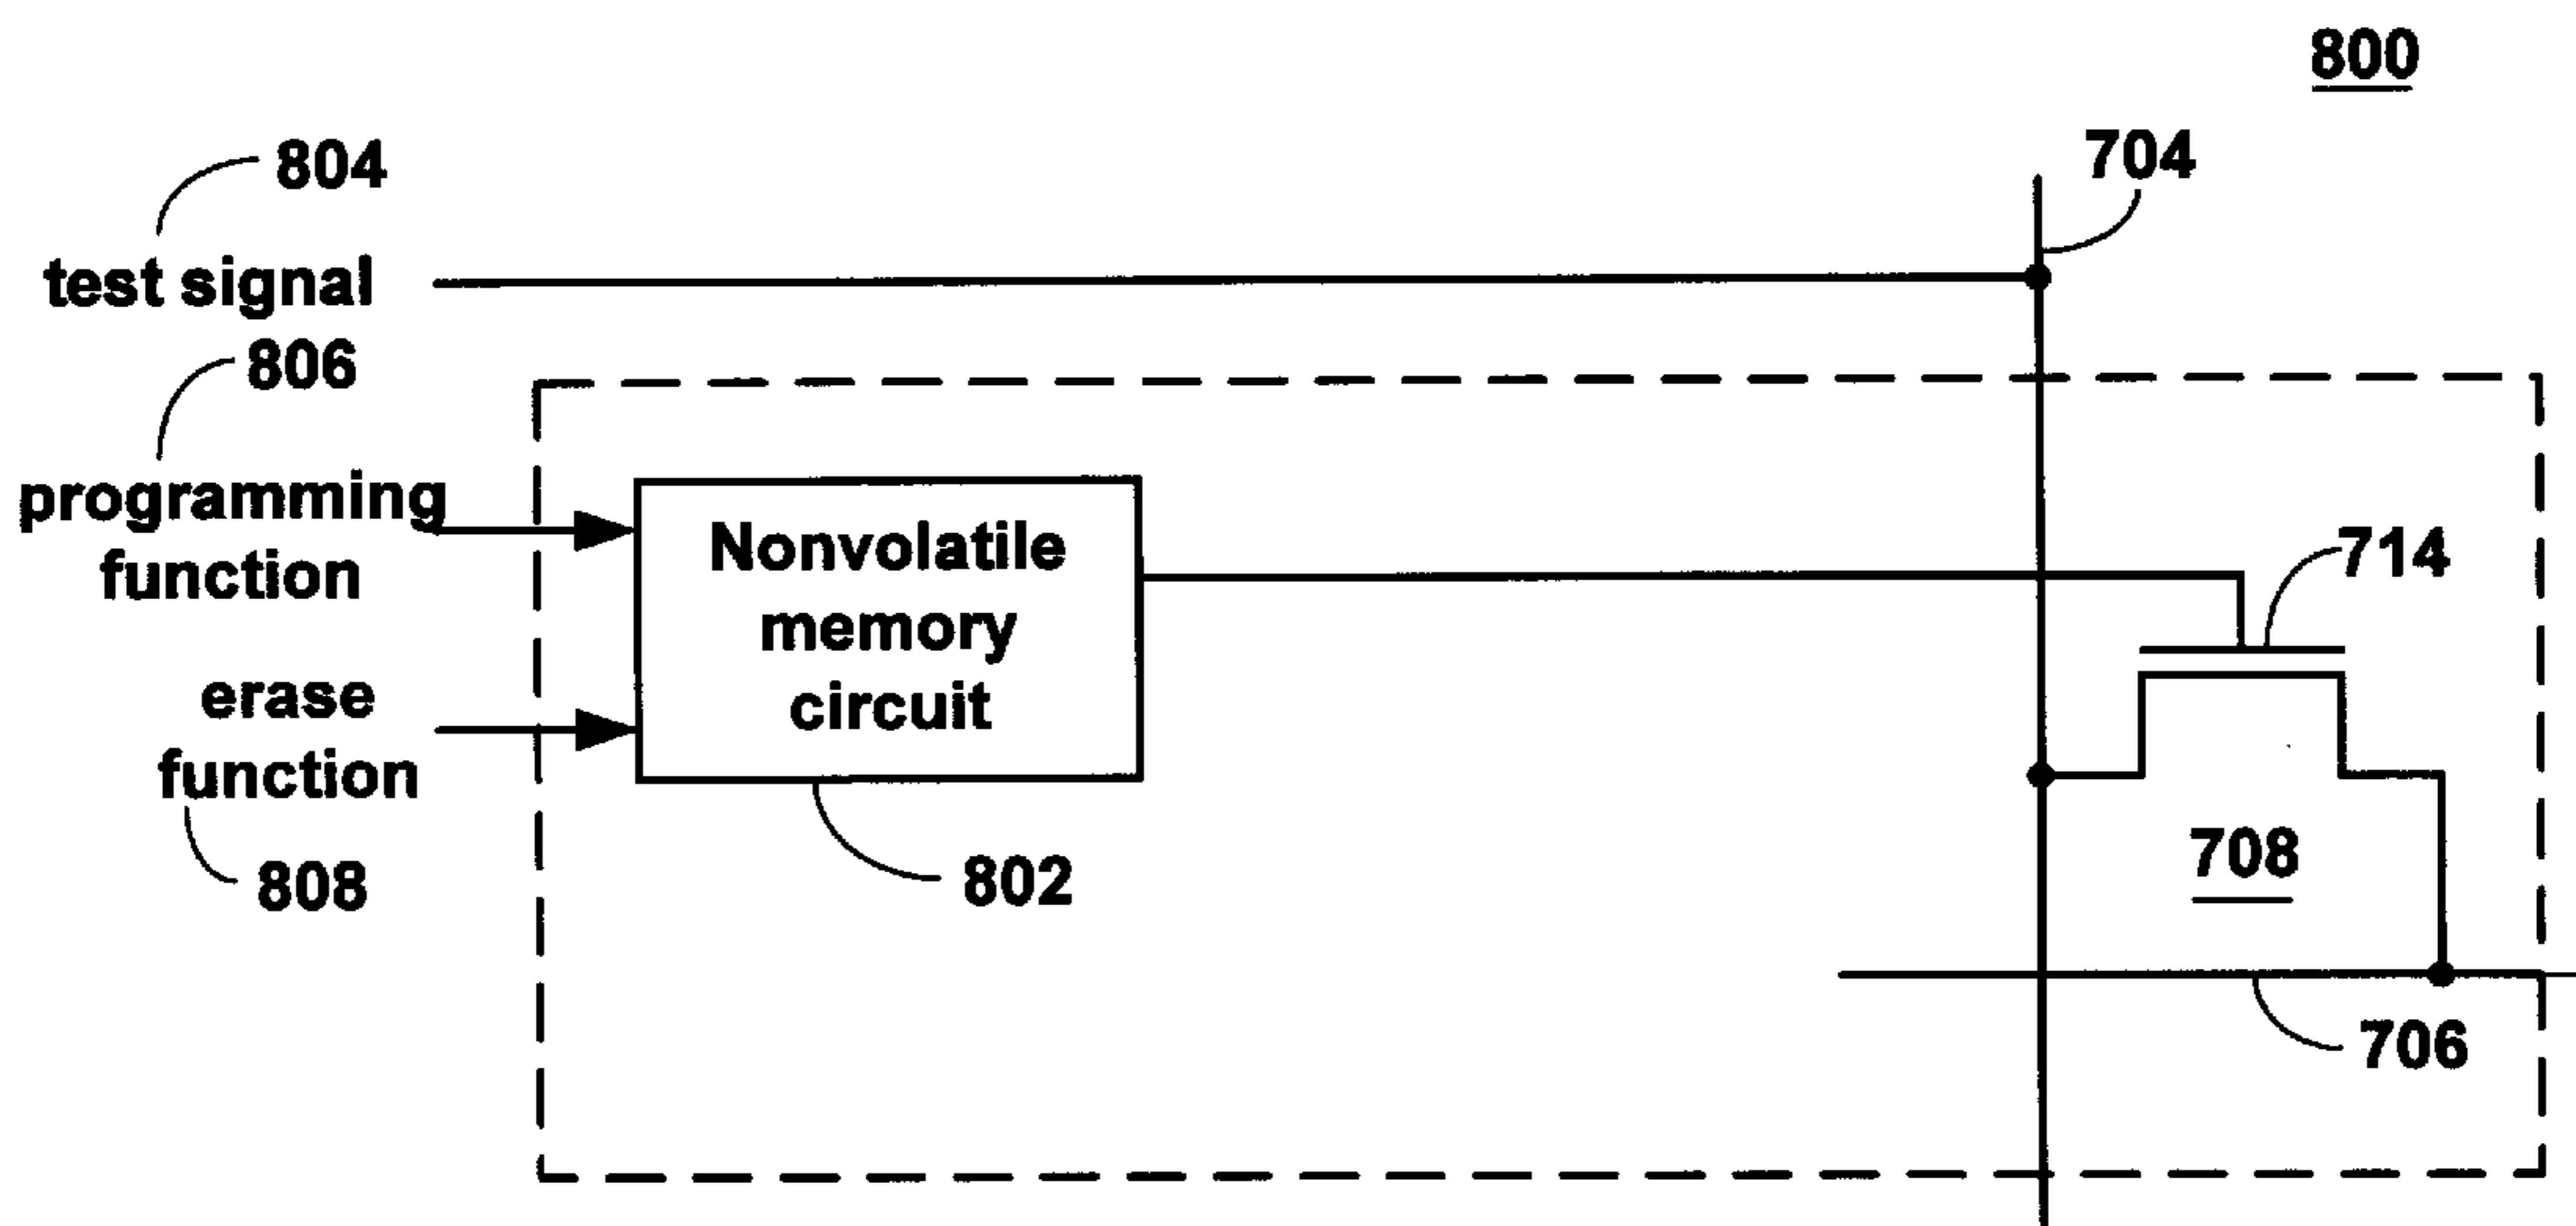 800
804
704
test signal
806
programming
function
Nonvolatile
memory
circuit
714
erase
function
808
802
708
706